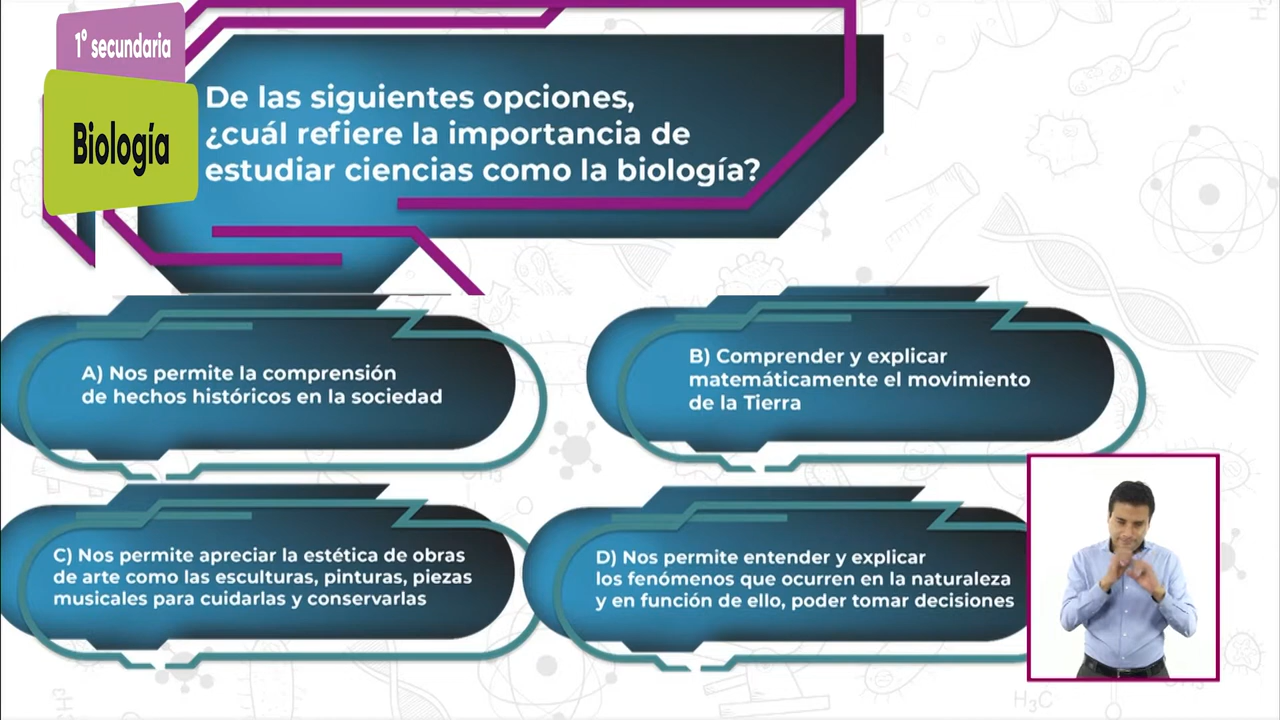 1° secundaria
Biología
De las siguientes opciones,
¿cuál refiere la importancia de
estudiar ciencias como la biología?
A) Nos permite la comprensión
de hechos históricos en la sociedad
B) Comprender y explicar
matemáticamente el movimiento
de la Tierra
C) Nos permite apreciar la estética de obras
de arte como las esculturas, pinturas, piezas
musicales para cuidarlas y conservarlas
D) Nos permite entender y explicar
los fenómenos que ocurren en la naturaleza
y en función de ello, poder tomar decisiones
H₃C